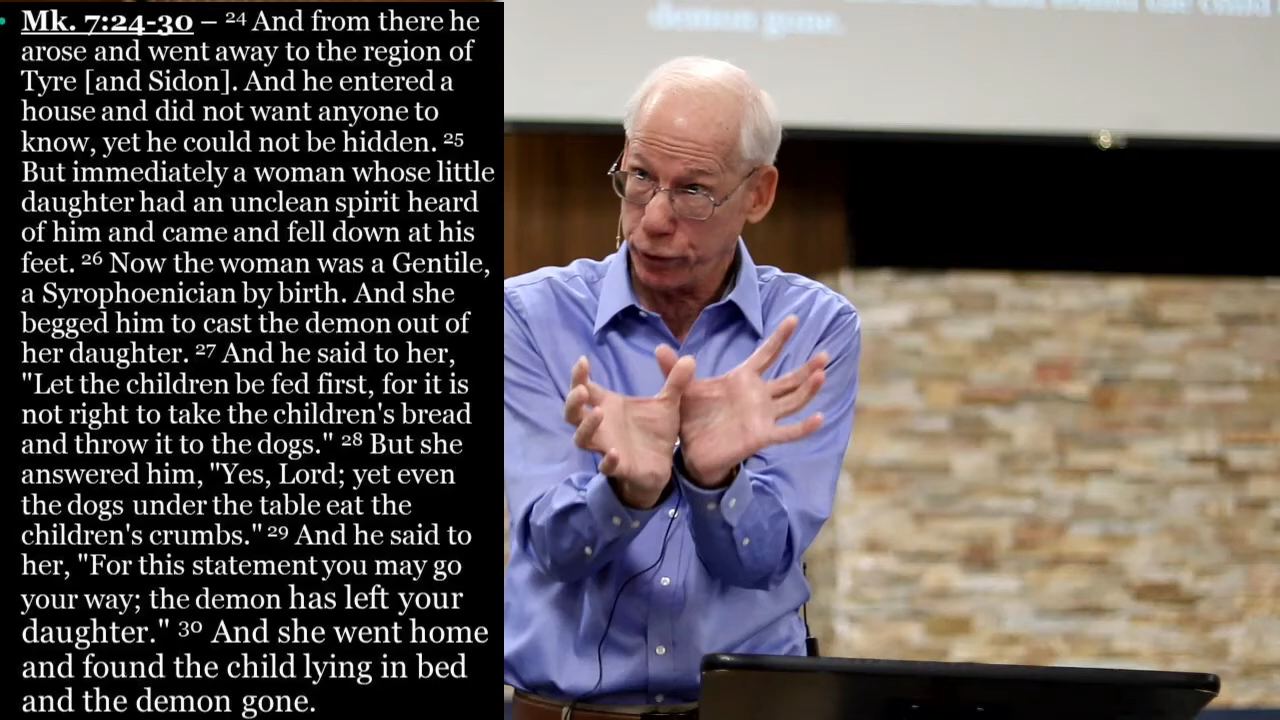 Mk. 7:24-30 – 24 And from there he
arose and went away to the region of
Tyre [and Sidon]. And he entered a
house and did not want anyone to
know, yet he could not be hidden. 25
But immediately a woman whose little
daughter had an unclean spirit heard
of him and came and fell down at his
feet. 26 Now the woman was a Gentile,
a Syrophoenician by birth. And she
begged him to cast the demon out of
her daughter. 27 And he said to her,
"Let the children be fed first, for it is
not right to take the children's bread
and throw it to the dogs." 28 But she
answered him, "Yes, Lord; yet even
the dogs under the table eat the
children's crumbs." 29 And he said to
her, "For this statement you may go
your way; the demon has left your
daughter." 30 And she went home
and found the child lying in bed
and the demon gone.
demon gone.